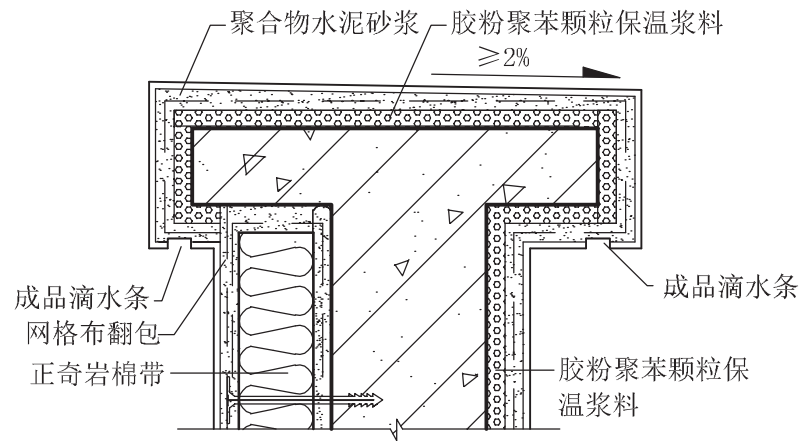 聚合物水泥砂浆
胶粉聚苯颗粒保温浆料
≥2%
成品滴水条
网格布翻包
正奇岩棉带
成品滴水条
胶粉聚苯颗粒保
温浆料